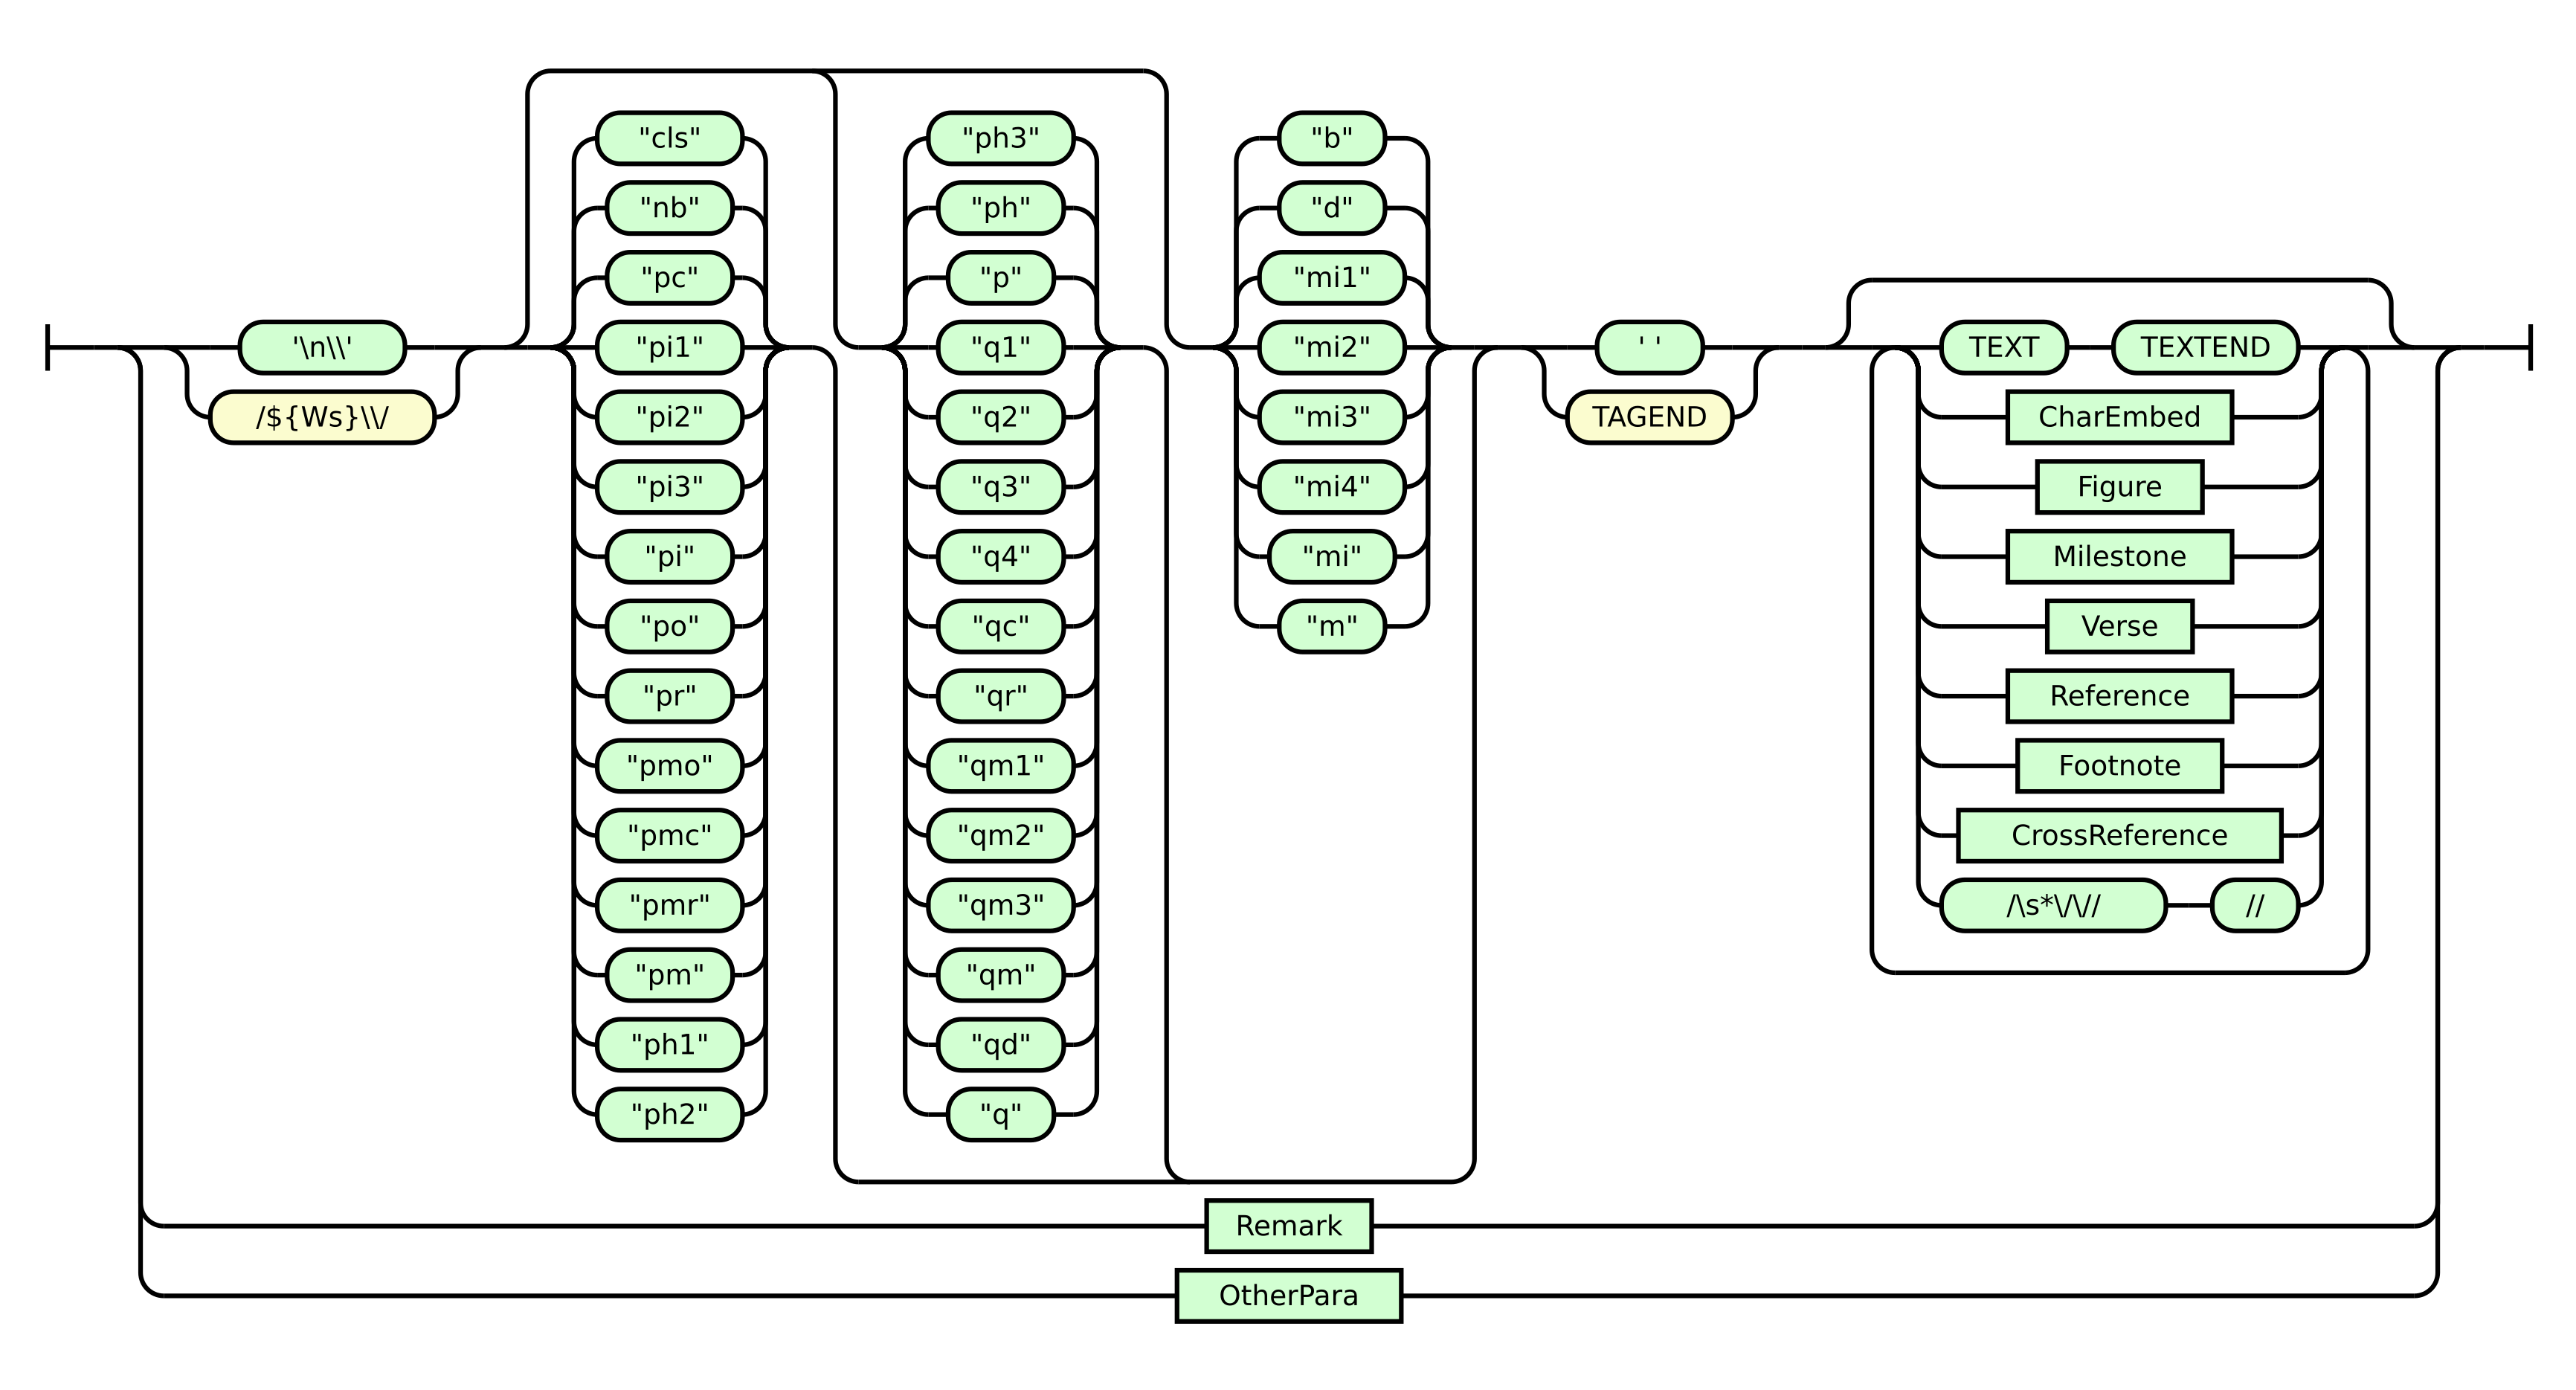 '\n\\'
/${Ws}\\/
"cls"
"nb"
"pc"
"pi1"
"pi2"
"pi3"
"pi"
"po"
"pr"
"pmo"
"pmc"
"pmr"
"pm"
"ph1"
"ph2"
"ph3"
"ph"
"p"
"q1"
"q2"
"q3"
"q4"
"qc"
"qr"
"qm1"
"qm2"
"qm3"
"qm"
"qd"
"q"
"b"
"d"
"mi1"
"mi2"
"mi3"
"mi4"
"mi"
"m"
' '
TAGEND
TEXT TEXTEND
CharEmbed
Figure
Milestone
Verse
Reference
Footnote
CrossReference
/\s*\/\// //
Remark
OtherPara